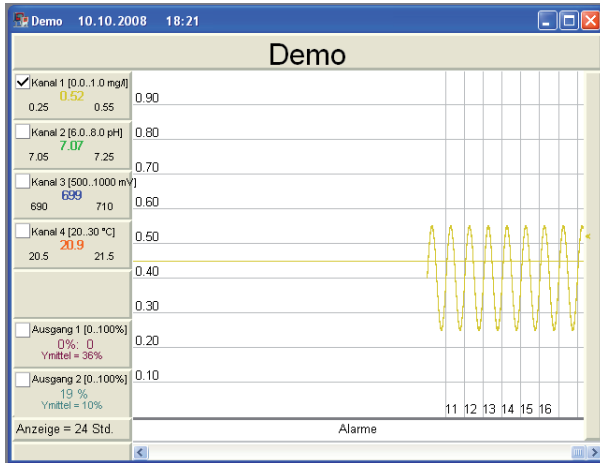 Demo 10.10.2008 18:21
Demo
Kanal 1 [0.0..1.0 mg/l]
0.52
0.25 0.55
Kanal 2 [6.0..8.0 pH]
7.07
7.05 7.25
Kanal 3 [500..1000 mV]
699
690 710
Kanal 4 [20..30 °C]
20.9
20.5 21.5
Ausgang 1 [0..100%]
0%: 0
Ymittel = 36%
Ausgang 2 [0..100%]
19 %
Ymittel = 10%
Anzeige = 24 Std.
0.90
0.80
0.70
0.60
0.50
0.40
0.30
0.20
0.10
11 12 13 14 15 16
Alarme